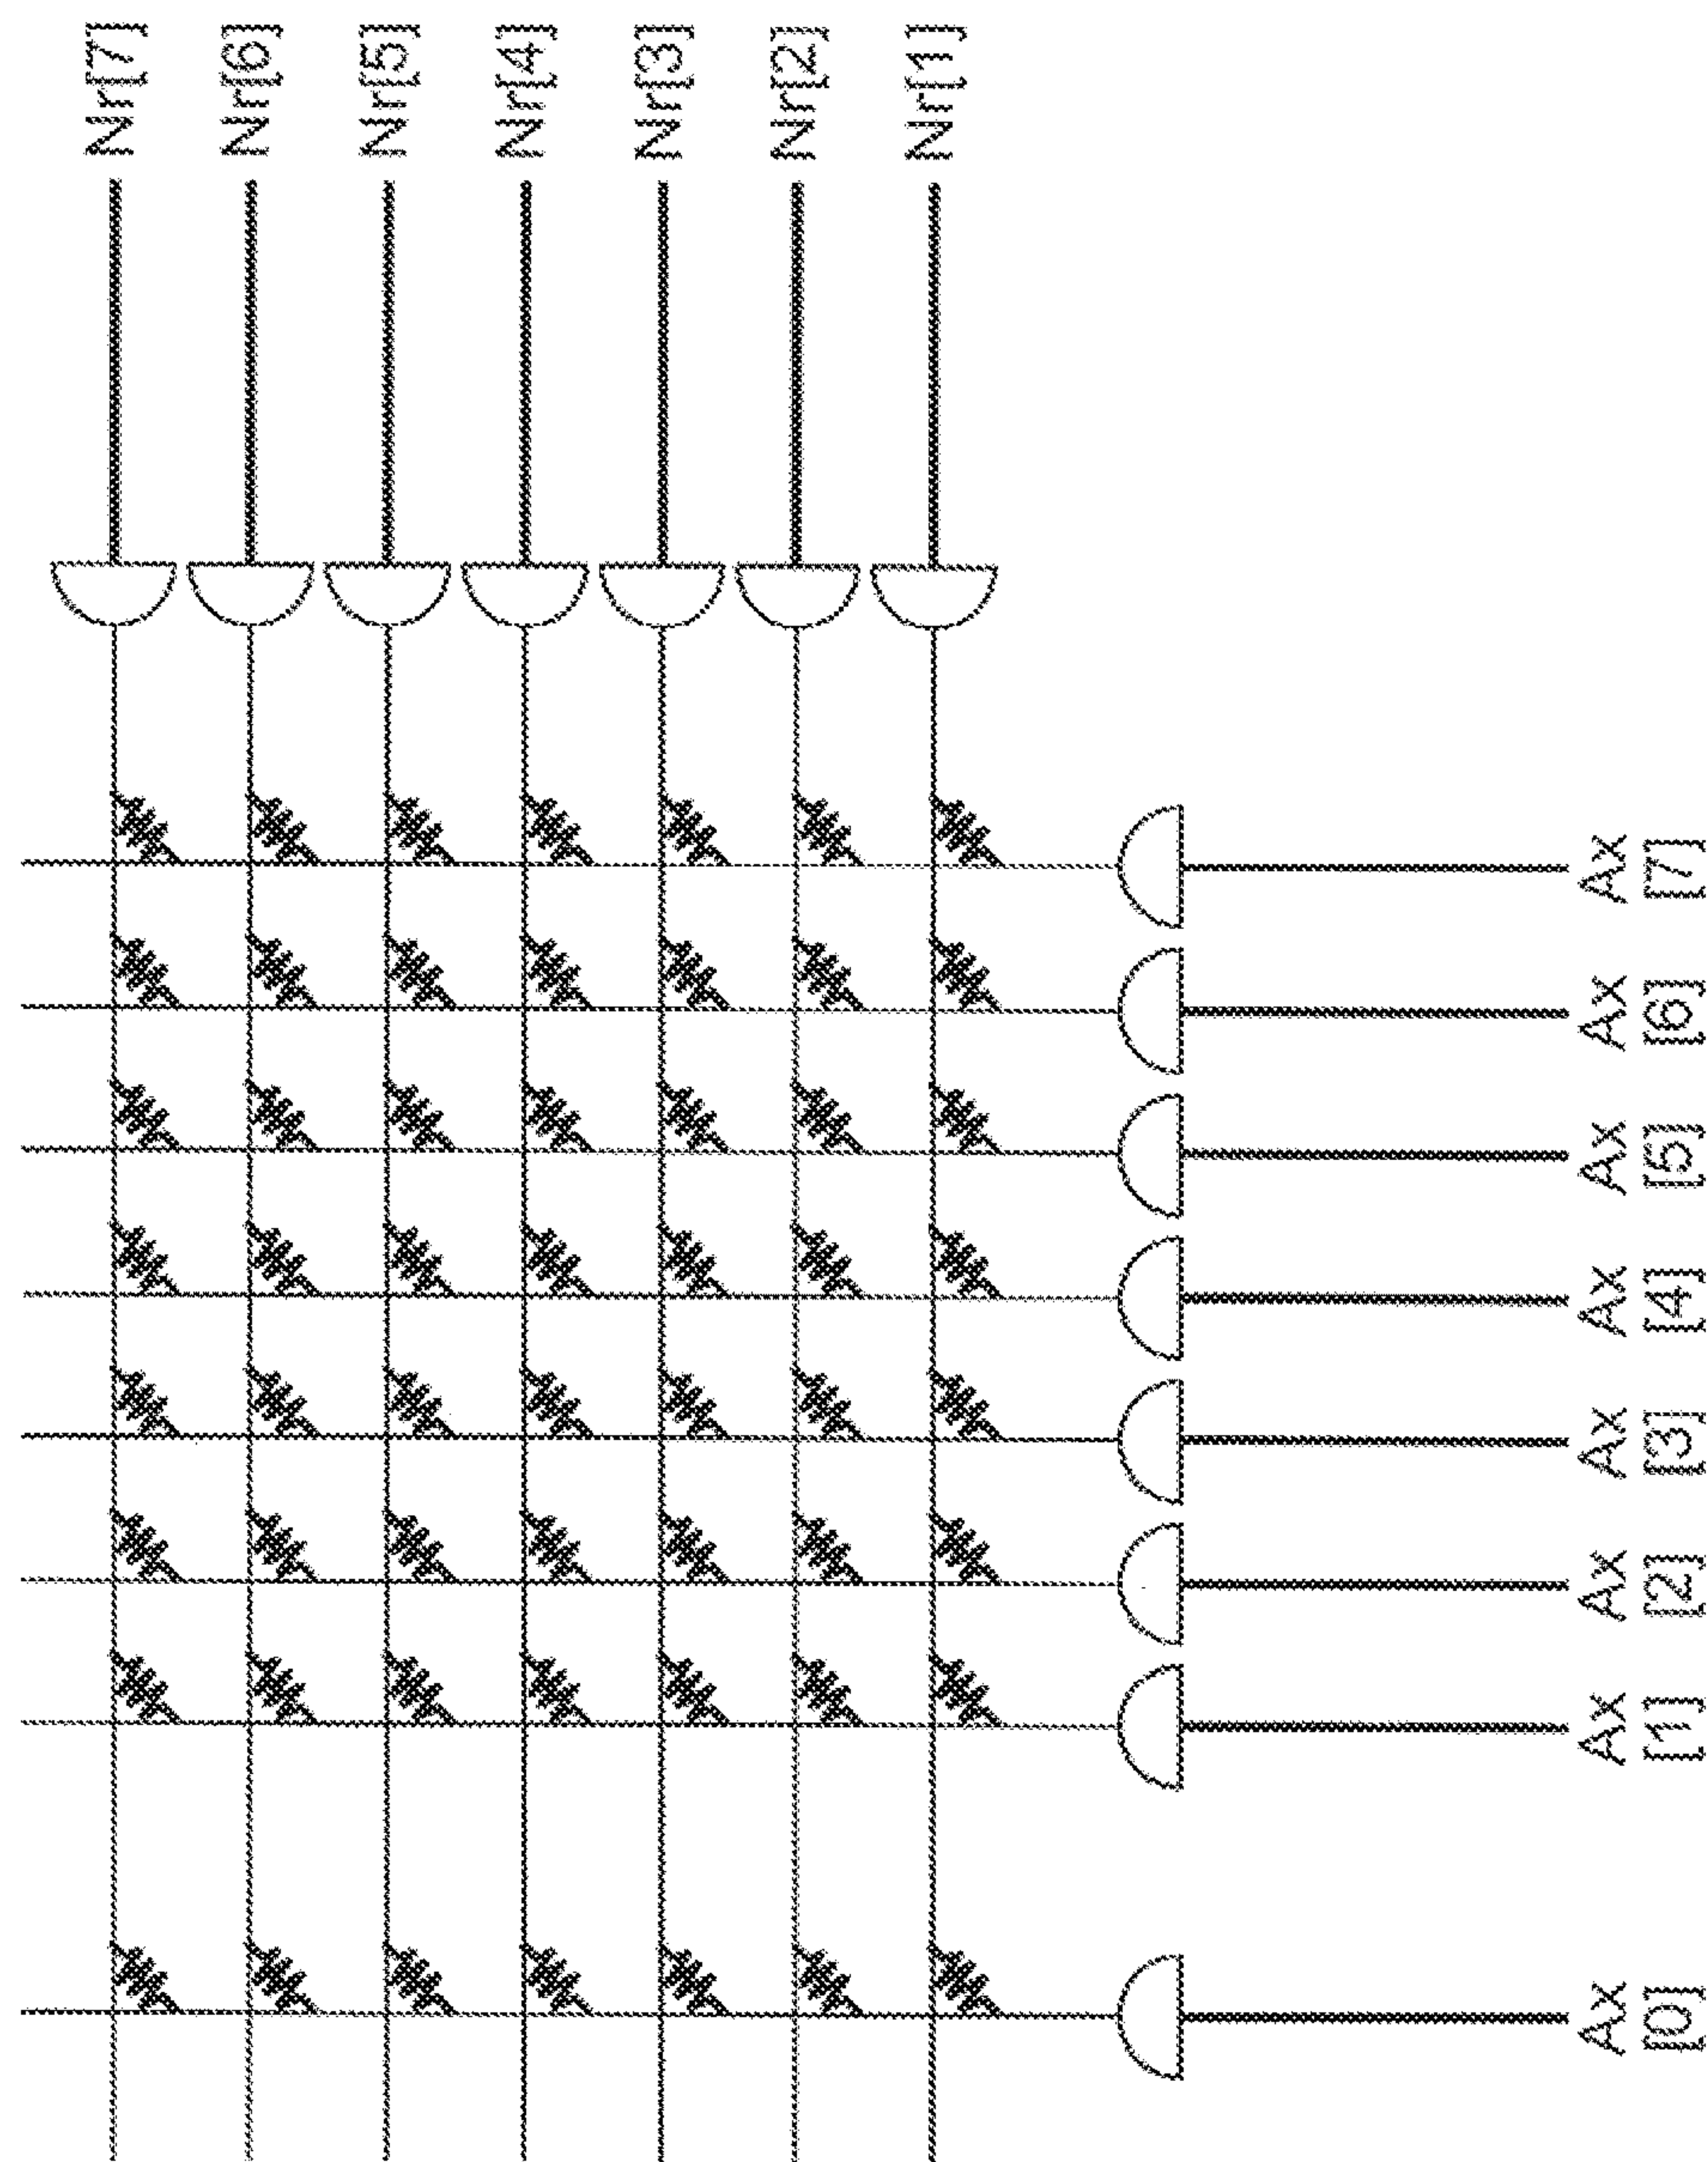 Nr[7]
Nr[6]
Nr[5]
Nr[4]
Nr[3]
Nr[2]
Nr[1]
Ax
[7]
Ax
[6]
Ax
[5]
Ax
[4]
Ax
[3]
Ax
[2]
Ax
[1]
Ax
[0]